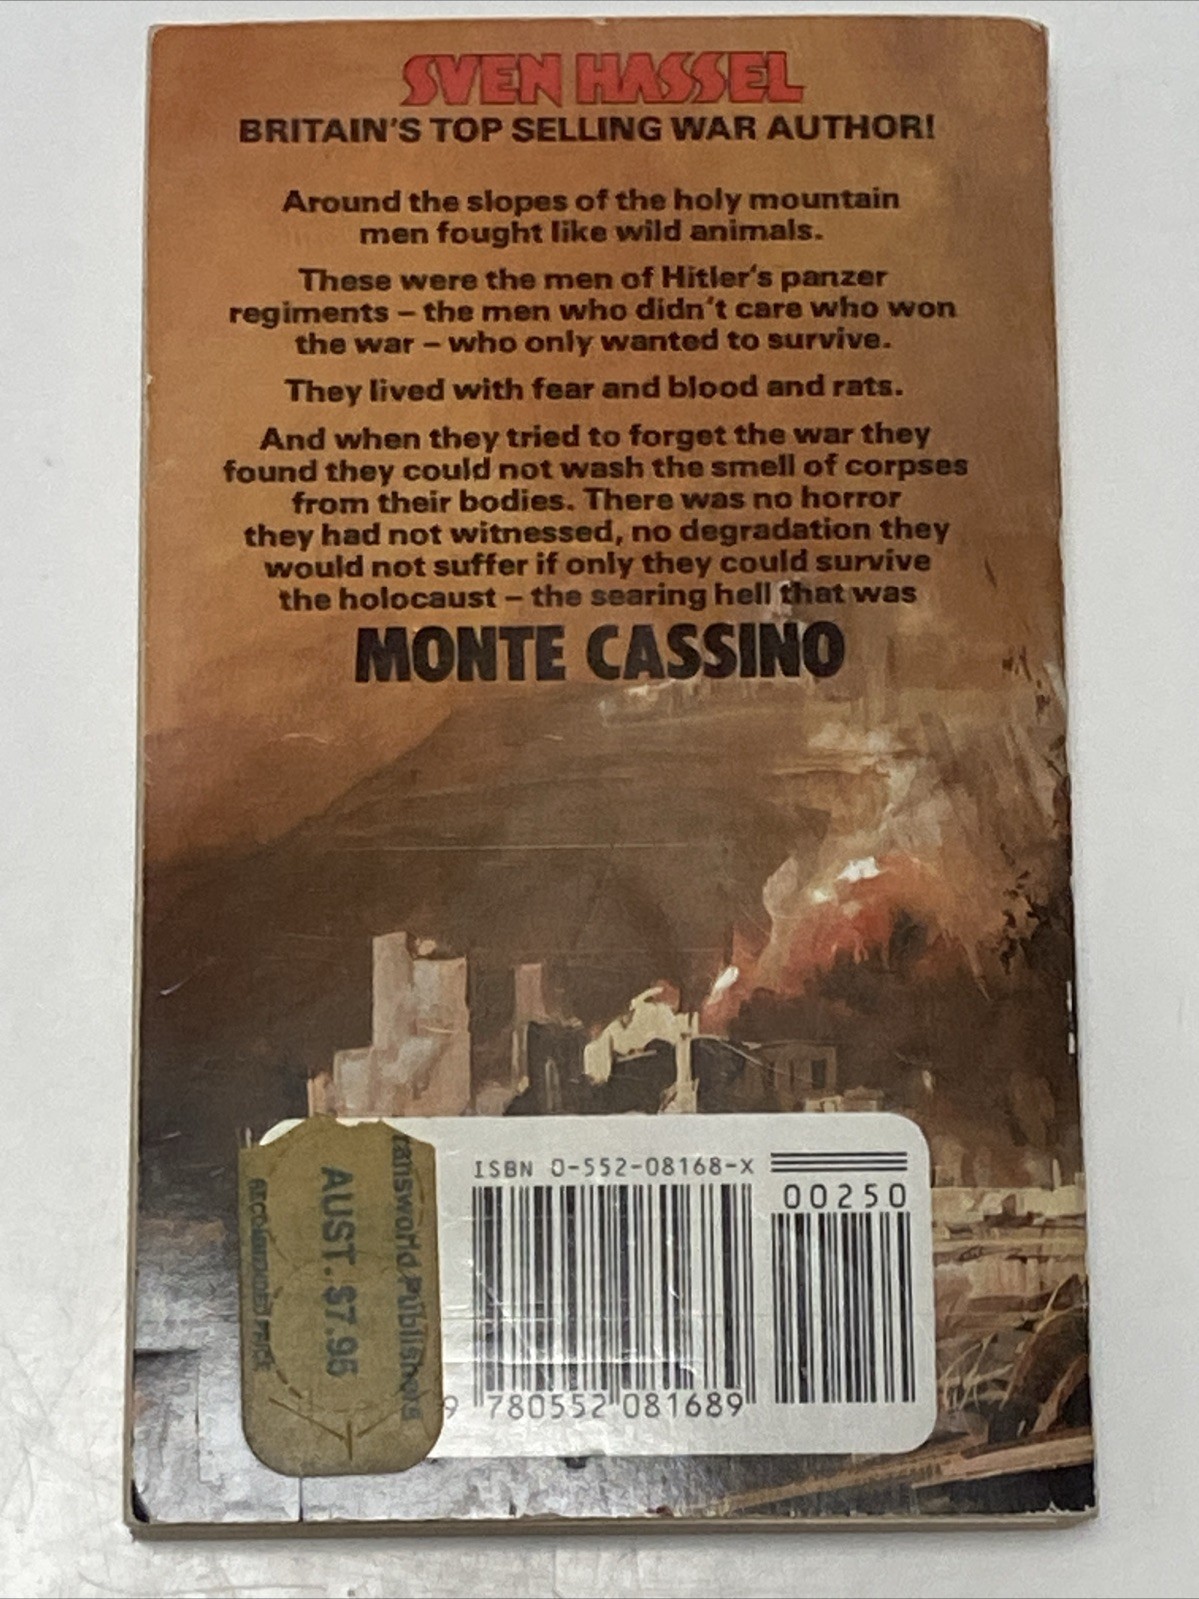 SVEN HASSEL
BRITAIN'S TOP SELLING WAR AUTHOR!
Around the slopes of the holy mountain
men fought like wild animals.
These were the men of Hitler's panzer
regiments – the men who didn't care who won
the war – who only wanted to survive.
They lived with fear and blood and rats.
And when they tried to forget the war they
found they could not wash the smell of corpses
from their bodies. There was no horror
they had not witnessed, no degradation they
would not suffer if only they could survive
the holocaust – the searing hell that was
MONTE CASSINO
ransworld Publishers
AUST. $7.95
RECOMMENDED PRICE
ISBN 0-552-08168-X
00250
9 780552 081689